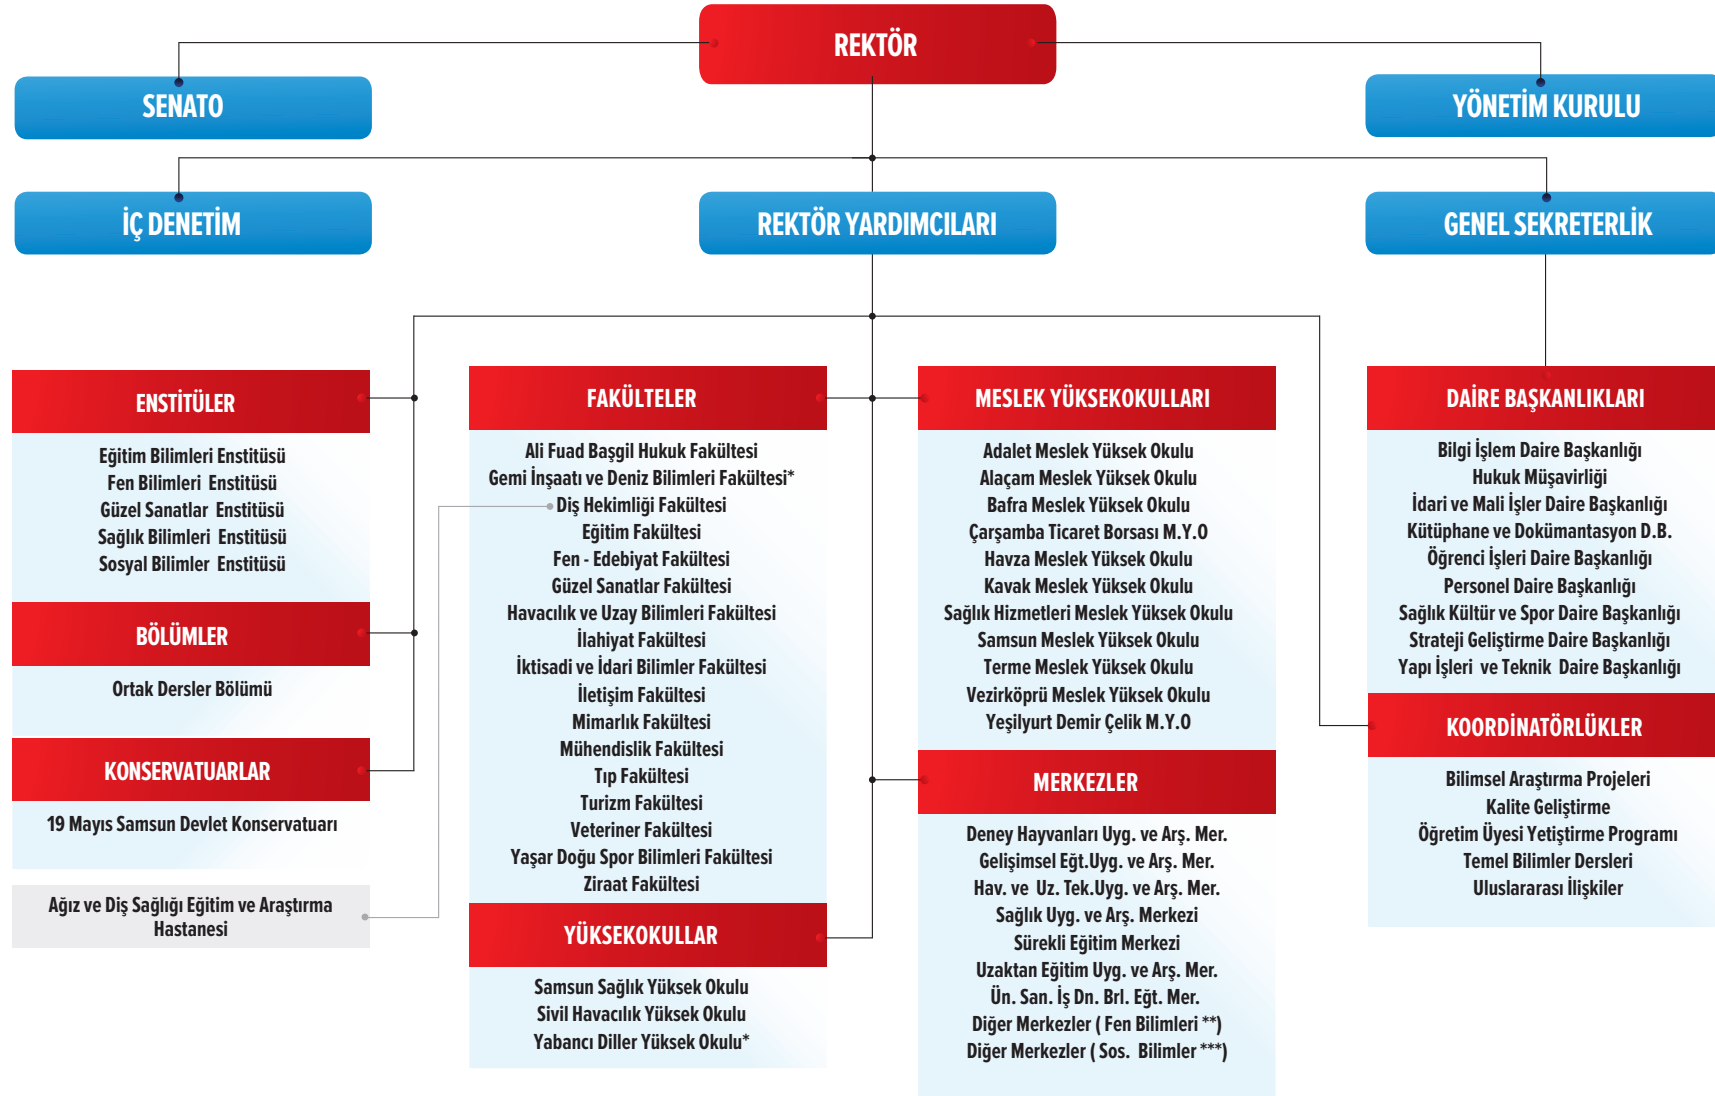 REKTÖR
SENATO
YÖNETİM KURULU
İÇ DENETİM
REKTÖR YARDIMCILARI
GENEL SEKRETERLİK
ENSTİTÜLER
Eğitim Bilimleri Enstitüsü
Fen Bilimleri Enstitüsü
Güzel Sanatlar Enstitüsü
Sağlık Bilimleri Enstitüsü
Sosyal Bilimler Enstitüsü
BÖLÜMLER
Ortak Dersler Bölümü
KONSERVATUARLAR
19 Mayıs Samsun Devlet Konservatuarı
Ağız ve Diş Sağlığı Eğitim ve Araştırma
Hastanesi
FAKÜLTELER
Ali Fuad Başgil Hukuk Fakültesi
Gemi İnşaatı ve Deniz Bilimleri Fakültesi*
Diş Hekimliği Fakültesi
Eğitim Fakültesi
Fen - Edebiyat Fakültesi
Güzel Sanatlar Fakültesi
Havacılık ve Uzay Bilimleri Fakültesi
İlahiyat Fakültesi
İktisadi ve İdari Bilimler Fakültesi
İletişim Fakültesi
Mimarlık Fakültesi
Mühendislik Fakültesi
Tıp Fakültesi
Turizm Fakültesi
Veteriner Fakültesi
Yaşar Doğu Spor Bilimleri Fakültesi
Ziraat Fakültesi
YÜKSEKOKULLAR
Samsun Sağlık Yüksek Okulu
Sivil Havacılık Yüksek Okulu
Yabancı Diller Yüksek Okulu*
MESLEK YÜKSEKOKULLARI
Adalet Meslek Yüksek Okulu
Alaçam Meslek Yüksek Okulu
Bafra Meslek Yüksek Okulu
Çarşamba Ticaret Borsası M.Y.O
Havza Meslek Yüksek Okulu
Kavak Meslek Yüksek Okulu
Sağlık Hizmetleri Meslek Yüksek Okulu
Samsun Meslek Yüksek Okulu
Terme Meslek Yüksek Okulu
Vezirköprü Meslek Yüksek Okulu
Yeşilyurt Demir Çelik M.Y.O
MERKEZLER
Deney Hayvanları Uyg. ve Arş. Mer.
Gelişimsel Eğt.Uyg. ve Arş. Mer.
Hav. ve Uz. Tek.Uyg. ve Arş. Mer.
Sağlık Uyg. ve Arş. Merkezi
Sürekli Eğitim Merkezi
Uzaktan Eğitim Uyg. ve Arş. Mer.
Ün. San. İş Dn. Brl. Eğt. Mer.
Diğer Merkezler ( Fen Bilimleri **)
Diğer Merkezler ( Sos. Bilimler ***)
DAİRE BAŞKANLIKLARI
Bilgi İşlem Daire Başkanlığı
Hukuk Müşavirliği
İdari ve Mali İşler Daire Başkanlığı
Kütüphane ve Dokümantasyon D.B.
Öğrenci İşleri Daire Başkanlığı
Personel Daire Başkanlığı
Sağlık Kültür ve Spor Daire Başkanlığı
Strateji Geliştirme Daire Başkanlığı
Yapı İşleri ve Teknik Daire Başkanlığı
KOORDİNATÖRLÜKLER
Bilimsel Araştırma Projeleri
Kalite Geliştirme
Öğretim Üyesi Yetiştirme Programı
Temel Bilimler Dersleri
Uluslararası İlişkiler